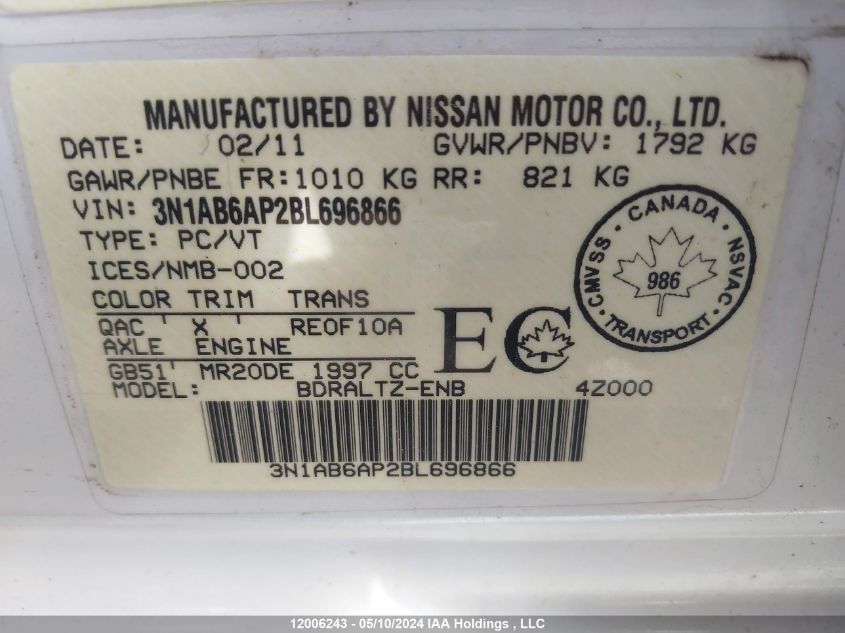 MANUFACTURED BY NISSAN MOTOR CO., LTD.
DATE: 02/11 GVWR/PNBV: 1792 KG
GAWR/PNBE FR:1010 KG RR: 821 KG
VIN: 3N1AB6AP2BL696866
TYPE: PC/VT
ICES/NMB-002
COLOR TRIM TRANS
QAC ' X ' RE0F10A
AXLE ENGINE
GB51' MR20DE 1997 CC
MODEL: BDRALTZ-ENB 4Z000
3N1AB6AP2BL696866
EC
CANADA
CMVSS · NSVAC
986
TRANSPORT
12006243 - 05/10/2024 IAA Holdings , LLC